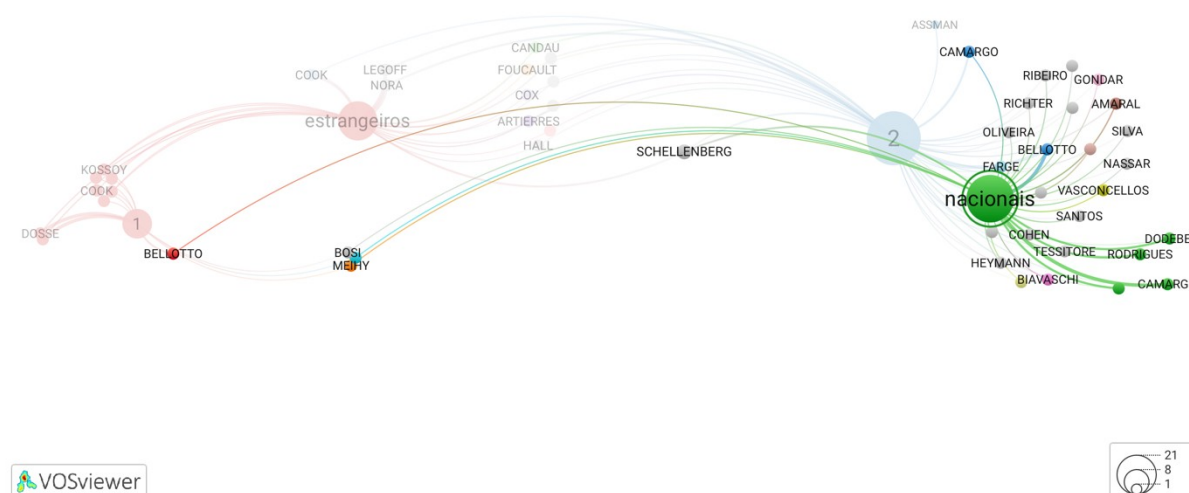 ASSMAN
CAMARGO
CANDAU
LEGOFF
FOUCAULT
COOK
NORA
RIBEIRO
GONDAR
COX
RICHTER
AMARAL
estrangeiros
ARTIERRES
OLIVEIRA
SILVA
2
HALL
SCHELLENBERG
BELLOTTO
FARGE
NASSAR
KOSSOY
COOK
VASCONCELLOS
nacionais
SANTOS
1
DOSSE
COHEN
DODEBE
BELLOTTO
BOSI
TESSITORE
RODRIGUES
MEIHY
HEYMANN
BIAVASCHI
CAMARG
VOSviewer
21
8
1